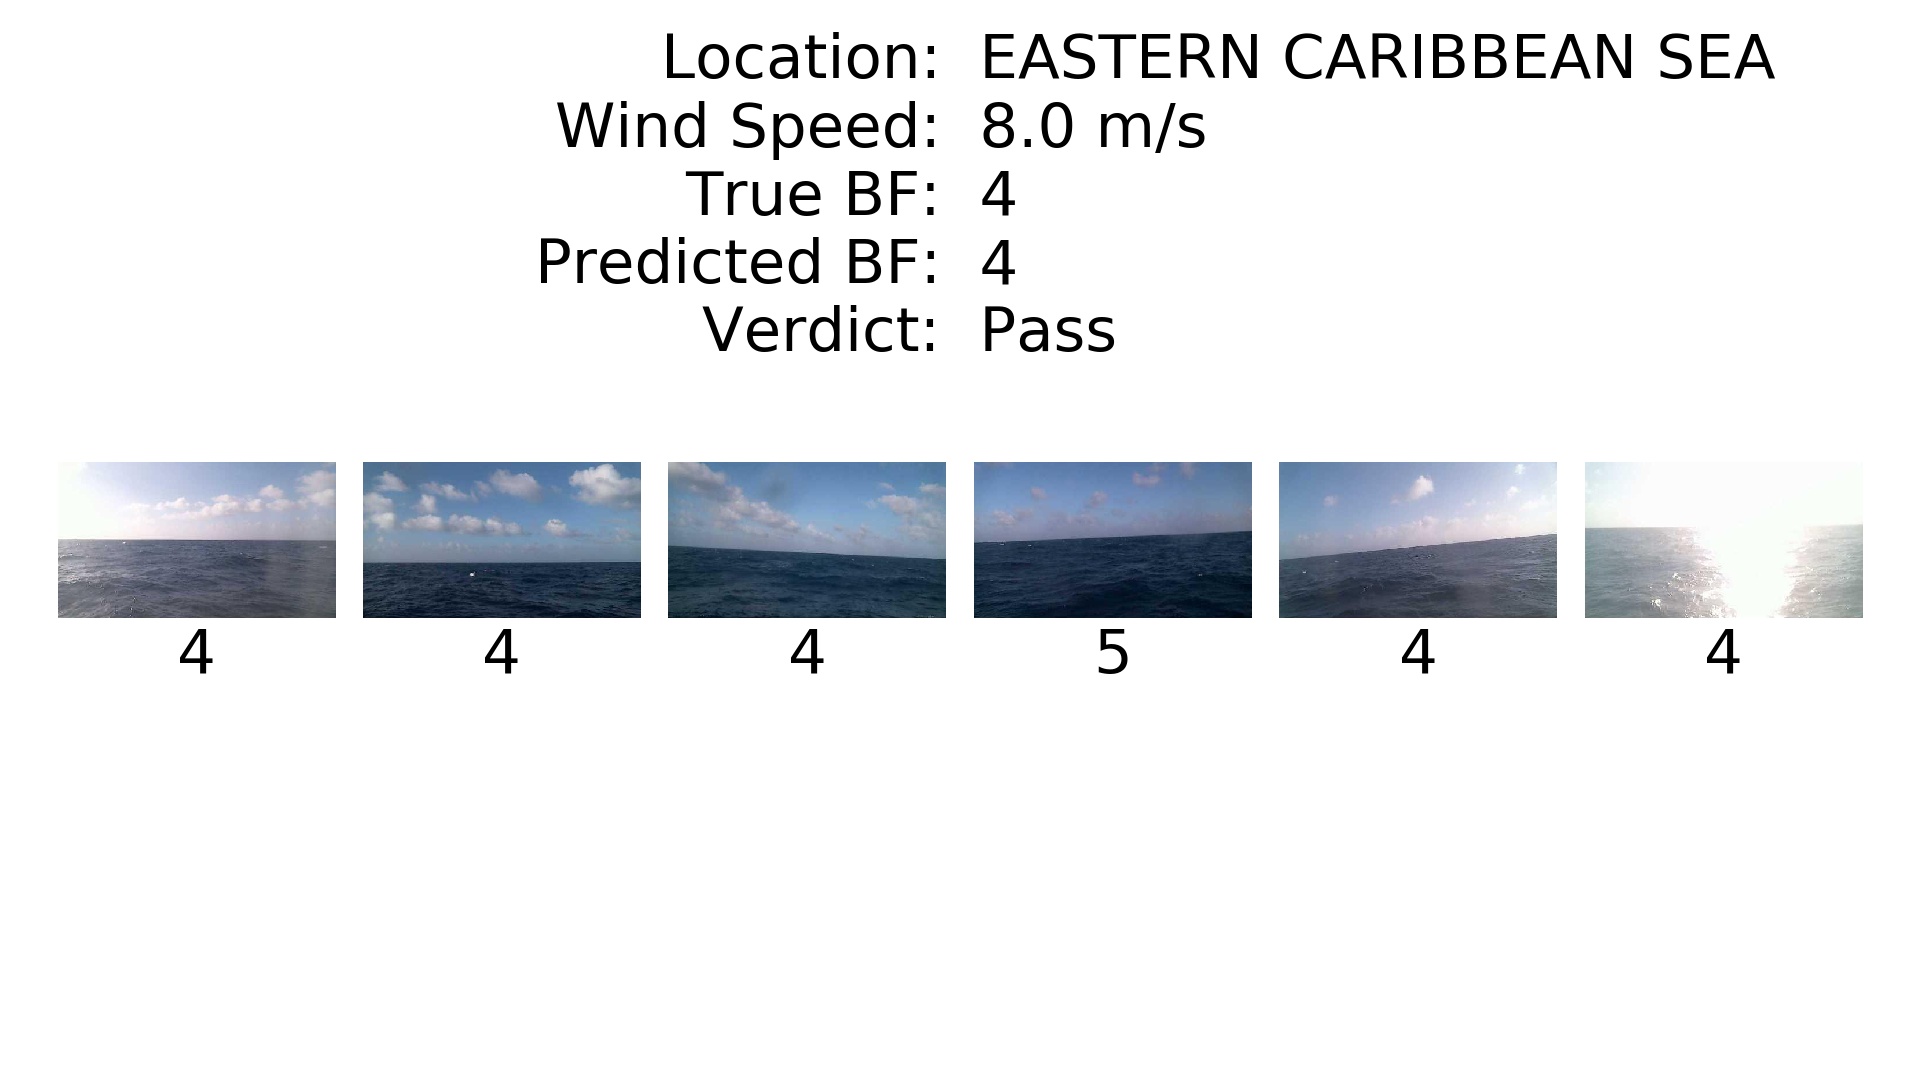 Location: EASTERN CARIBBEAN SEA
Wind Speed: 8.0 m/s
True BF: 4
Predicted BF: 4
Verdict: Pass
4 4 4 5 4 4